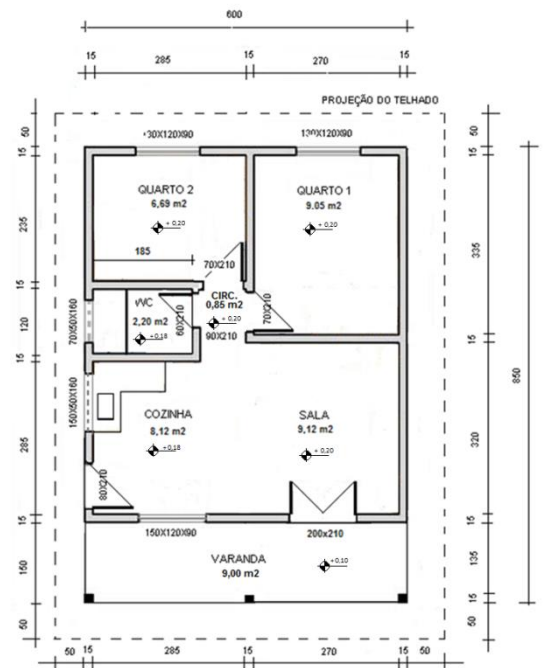 600
15 285 15 270 15
PROJEÇÃO DO TELHADO
130X120X90 130X120X90
50 15 235 15 120 15 285 15 150 50
50 15 335 15 320 15 135 15 50
850
QUARTO 2
6,69 m2
+ 0,20
QUARTO 1
9.05 m2
+ 0,20
185
70X210
WC
2,20 m2
+0,18
60X210
CIRC.
0,85 m2
+ 0,20
90X210
70X210
70X50X160
150X50X160
COZINHA
8,12 m2
+0,18
SALA
9,12 m2
+ 0,20
80X210
150X120X90
200x210
VARANDA
9,00 m2
+0,10
50 15 285 15 270 15 50